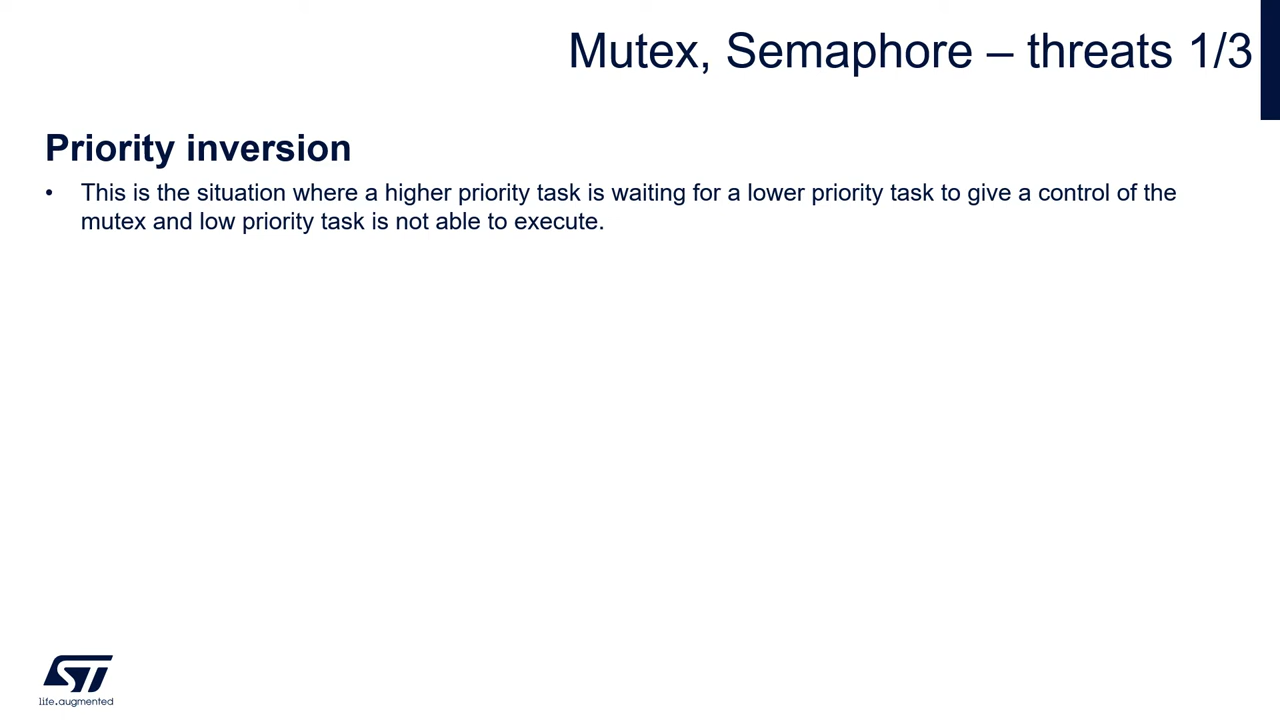 Mutex, Semaphore – threats 1/3
Priority inversion
• This is the situation where a higher priority task is waiting for a lower priority task to give a control of the
mutex and low priority task is not able to execute.
ST
life.augmented